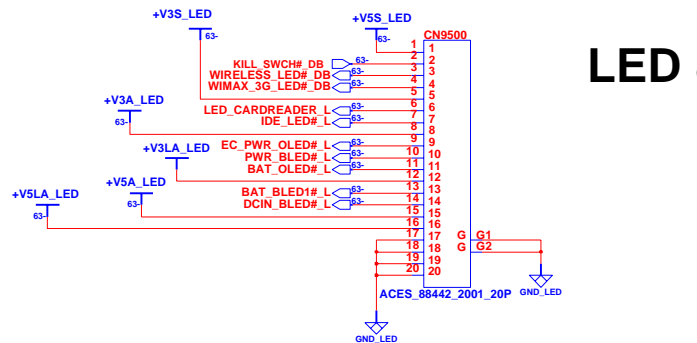 +V3S_LED
63-
+V5S_LED
63-
CN9500
LED
1 1
KILL_SWCH#_DB 63- 2 2
WIRELESS_LED#_DB 63- 3 3
WIMAX_3G_LED#_DB 63- 4 4
5 5
+V3A_LED
63-
LED_CARDREADER_L 63- 6 6
IDE_LED#_L 63- 7 7
8 8
EC_PWR_OLED#_L 63- 9 9
+V3LA_LED
63-
PWR_BLED#_L 63- 10 10
BAT_OLED#_L 63- 11 11
12 12
+V5A_LED
63-
+V5LA_LED
63-
BAT_BLED1#_L 63- 13 13
DCIN_BLED#_L 63- 14 14
15 15
16 16
17 17 G G1
18 18 G G2
19 19
20 20
ACES_88442_2001_20P
GND_LED
GND_LED